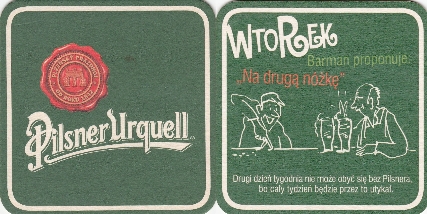 Pilsner Urquell
WtoRek
Barman proponuje:
„Na drugą nóżkę"
Drugi dzień tygodnia nie może obyć się bez Pilsnera,
bo cały tydzień będzie przez to utykał.